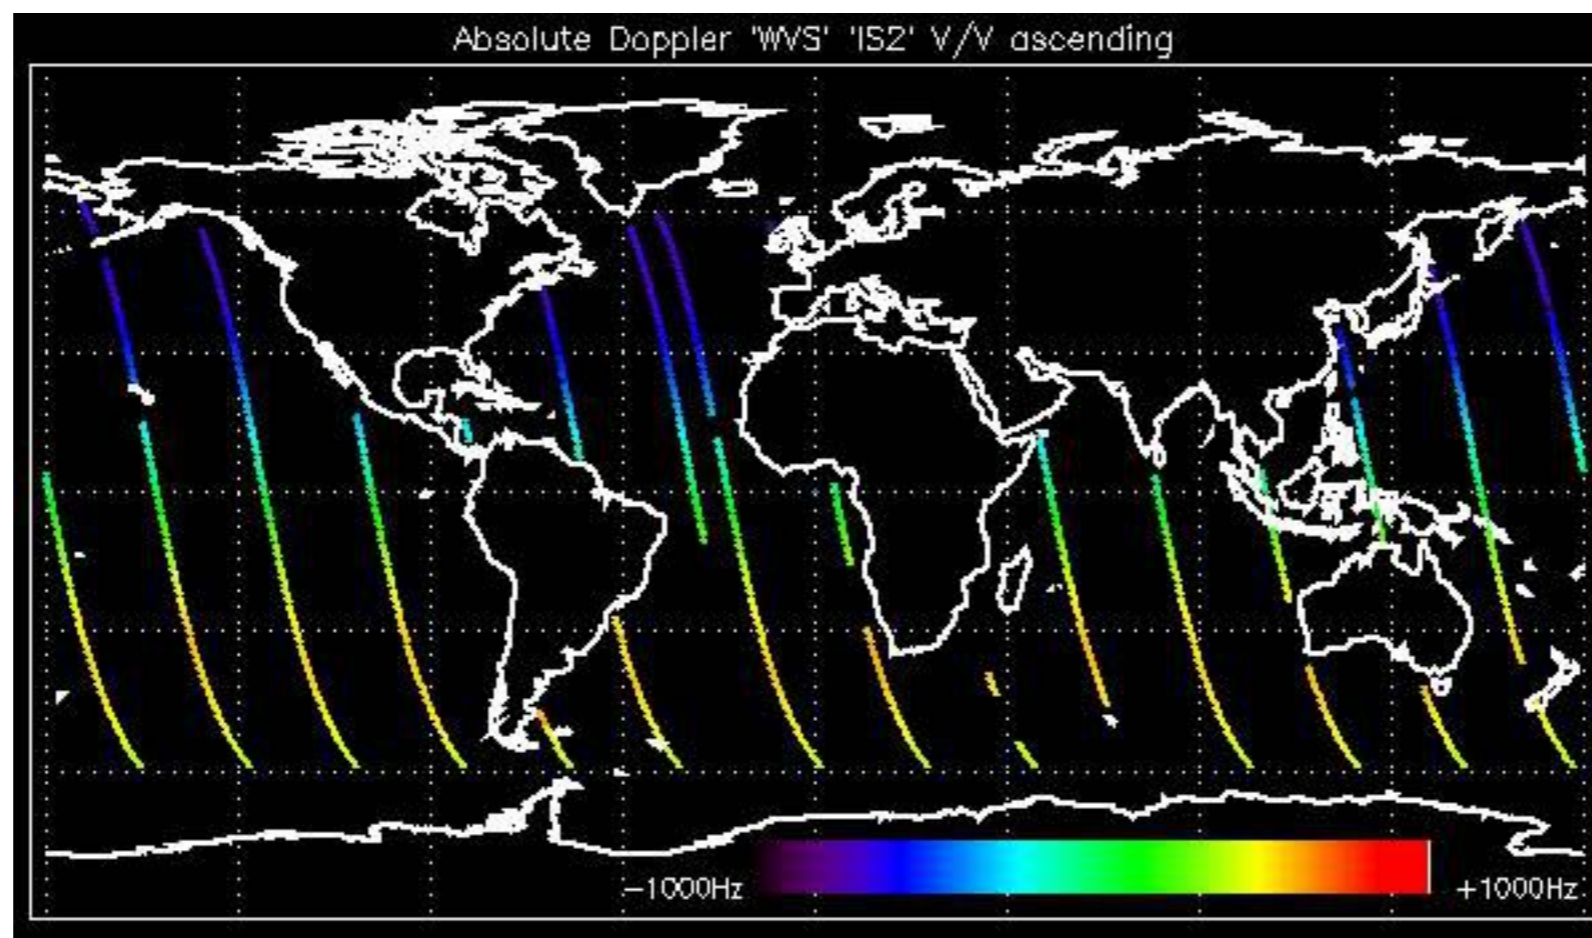 Absolute Doppler 'WVS' 'IS2' V/V ascending
-1000Hz +1000Hz